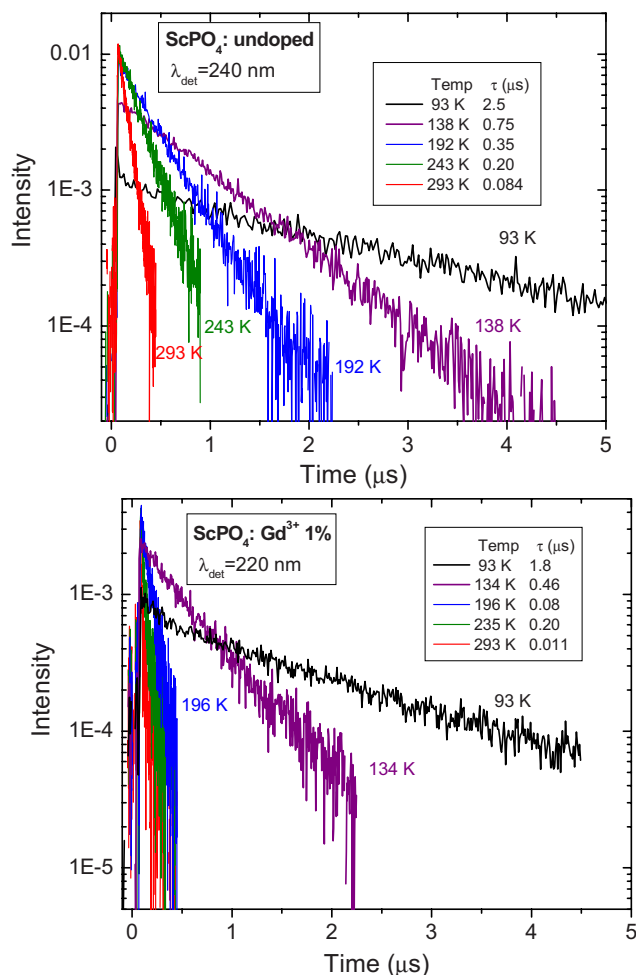 ScPO₄: undoped
λdet=240 nm
Temp τ (μs)
93 K 2.5
138 K 0.75
192 K 0.35
243 K 0.20
293 K 0.084
0.01
1E-3
1E-4
Intensity
93 K
243 K
293 K
192 K
138 K
0 1 2 3 4 5
Time (μs)
ScPO₄: Gd³⁺ 1%
λdet=220 nm
Temp τ (μs)
93 K 1.8
134 K 0.46
196 K 0.08
235 K 0.20
293 K 0.011
1E-3
1E-4
1E-5
Intensity
196 K
93 K
134 K
0 1 2 3 4 5
Time (μs)